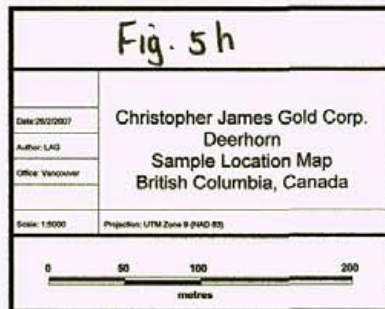 Fig. 5h
Date: 26/2/2007
Author: LAG
Office: Vancouver
Christopher James Gold Corp.
Deerhorn
Sample Location Map
British Columbia, Canada
Scale: 1:5000
Projection: UTM Zone 9 (NAD 83)
0 50 100 200
metres